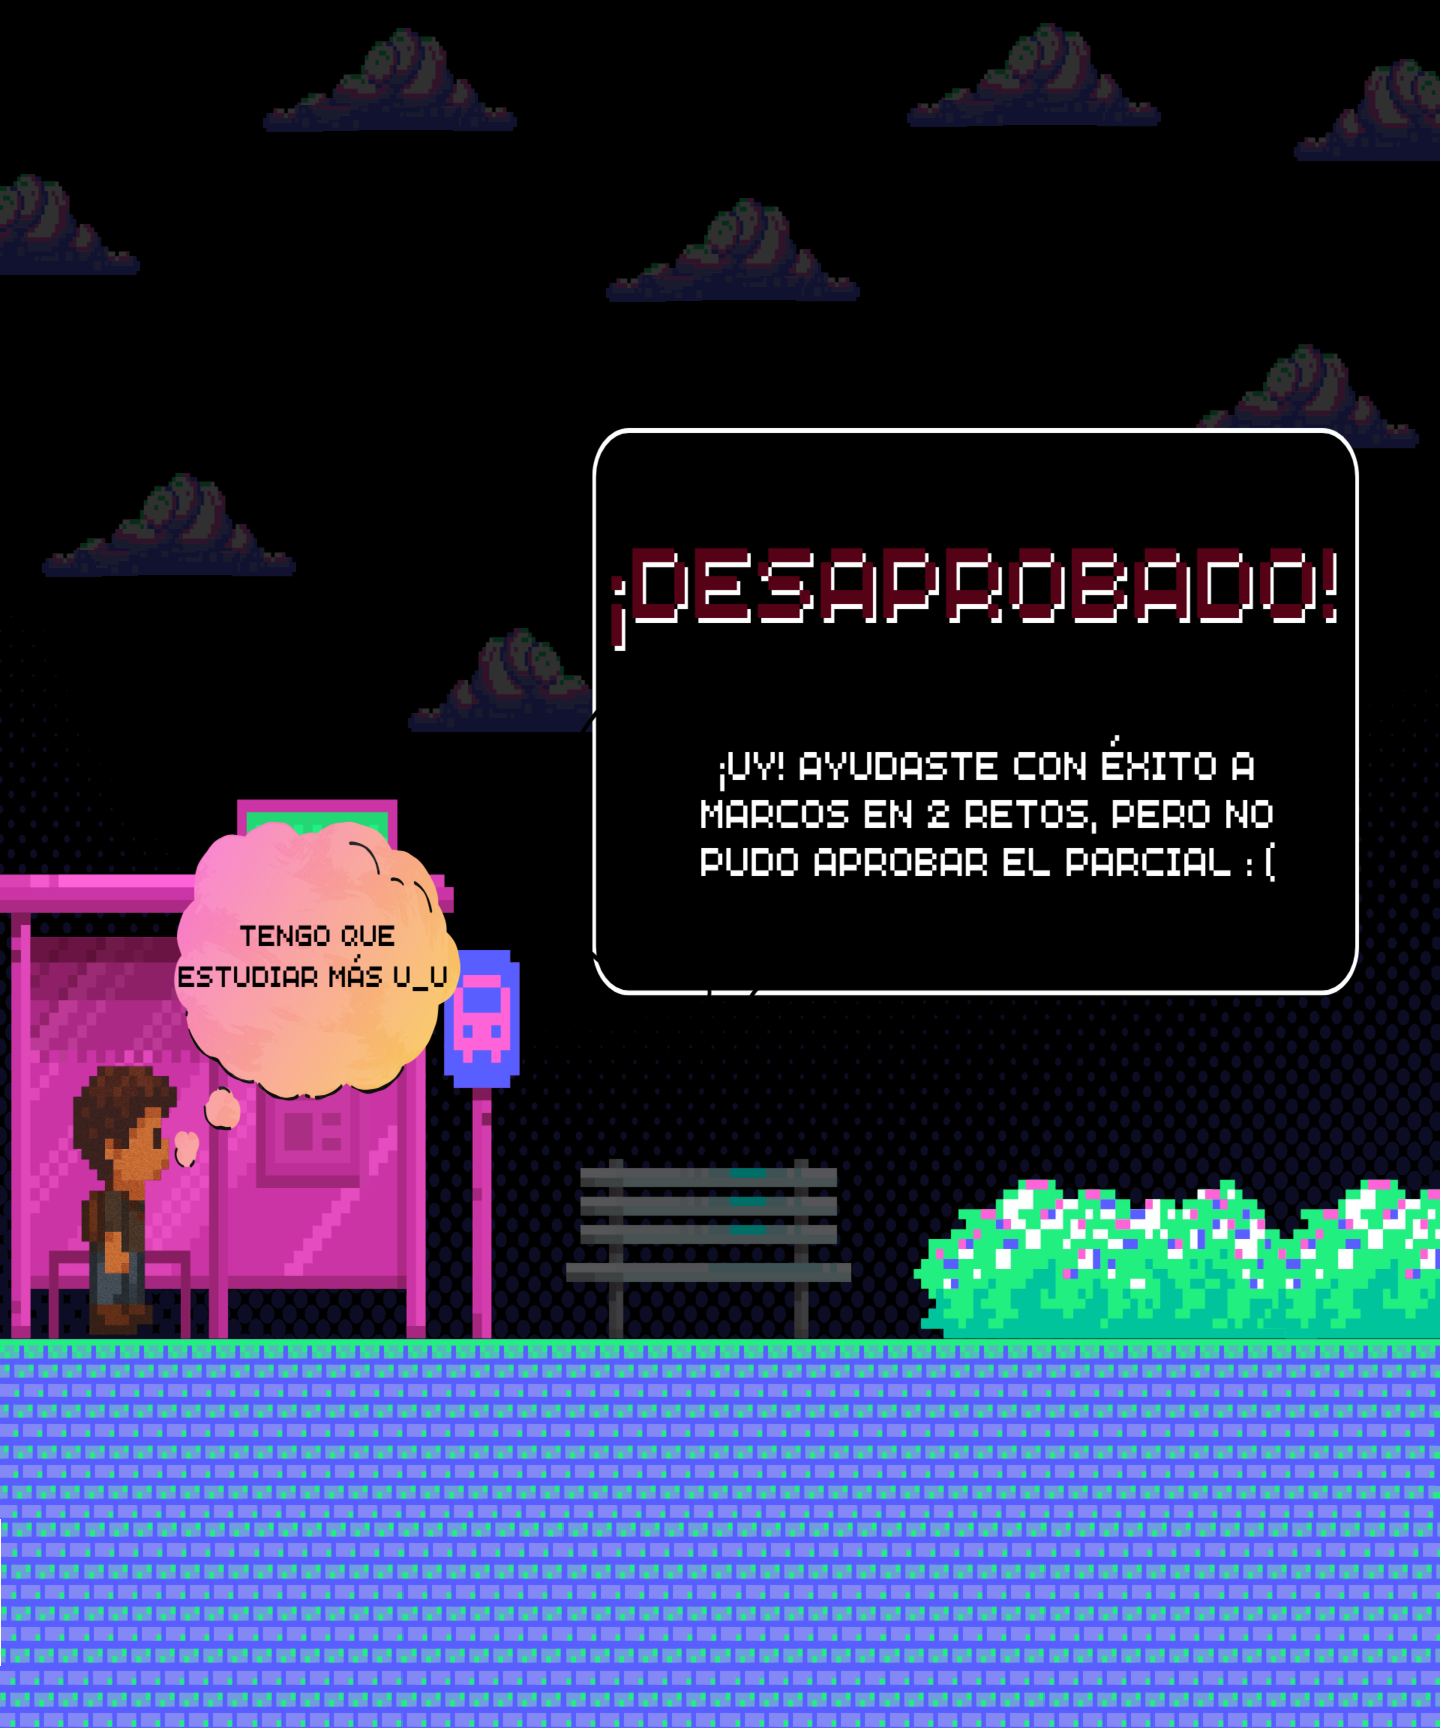 ¡DESAPROBADO!
¡UY! AYUDASTE CON ÉXITO A
MARCOS EN 2 RETOS, PERO NO
PUDO APROBAR EL PARCIAL :(
TENGO QUE
ESTUDIAR MÁS U_U